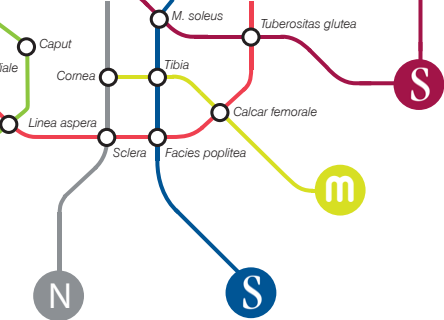 M. soleus
Tuberositas glutea
Caput
Tibia
iale
Cornea
S
Calcar femorale
Linea aspera
Sclera
Facies poplitea
m
N
S